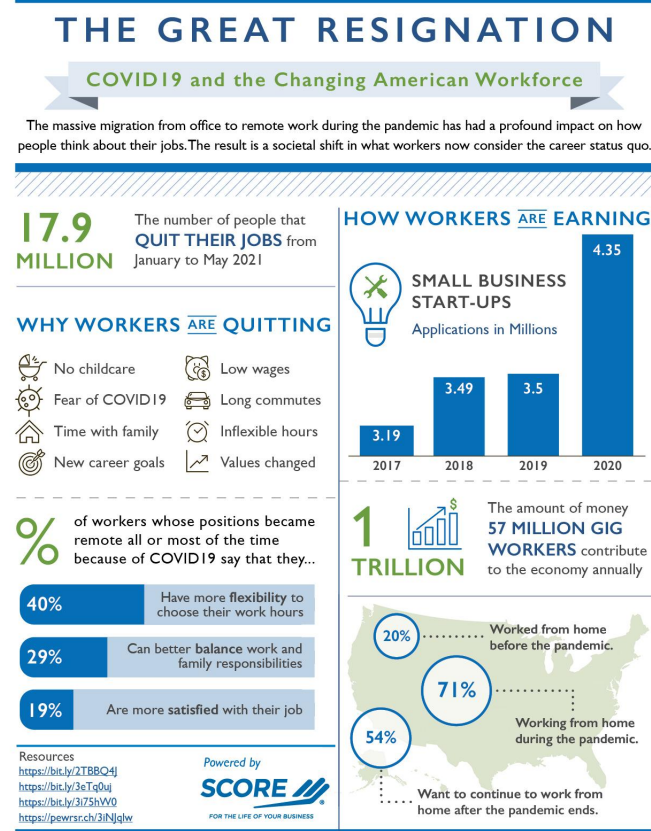 THE GREAT RESIGNATION
COVID19 and the Changing American Workforce
The massive migration from office to remote work during the pandemic has had a profound impact on how
people think about their jobs. The result is a societal shift in what workers now consider the career status quo.
17.9
MILLION
The number of people that
QUIT THEIR JOBS from
January to May 2021
WHY WORKERS ARE QUITTING
No childcare
Low wages
Fear of COVID19
Long commutes
Time with family
Inflexible hours
New career goals
Values changed
%
of workers whose positions became
remote all or most of the time
because of COVID19 say that they...
40%
Have more flexibility to
choose their work hours
29%
Can better balance work and
family responsibilities
19%
Are more satisfied with their job
Resources
https://bit.ly/2TBBQ4J
https://bit.ly/3eTq0uj
https://bit.ly/3i75hW0
https://pewrsr.ch/3iNJqlw
Powered by
SCORE
®
FOR THE LIFE OF YOUR BUSINESS
HOW WORKERS ARE EARNING
SMALL BUSINESS
START-UPS
Applications in Millions
3.19
3.49
3.5
4.35
2017
2018
2019
2020
1
TRILLION
$
The amount of money
57 MILLION GIG
WORKERS contribute
to the economy annually
20%
Worked from home
before the pandemic.
71%
Working from home
during the pandemic.
54%
Want to continue to work from
home after the pandemic ends.